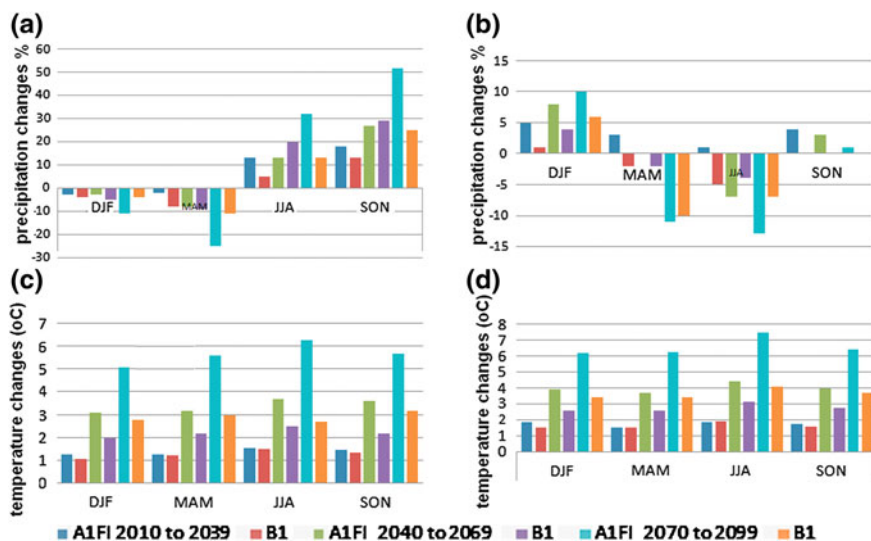 (a)
precipitation changes %
60
50
40
30
20
10
0
-10
-20
-30
DJF
MAM
JJA
SON
(b)
precipitation changes %
15
10
5
0
-5
-10
-15
DJF
MAM
JJA
SON
(c)
temperature changes (oC)
7
6
5
4
3
2
1
0
DJF
MAM
JJA
SON
(d)
temperature changes (oC)
8
7
6
5
4
3
2
1
0
DJF
MAM
JJA
SON
A1FI 2010 to 2039 B1 A1FI 2040 to 2069 B1 A1FI 2070 to 2099 B1